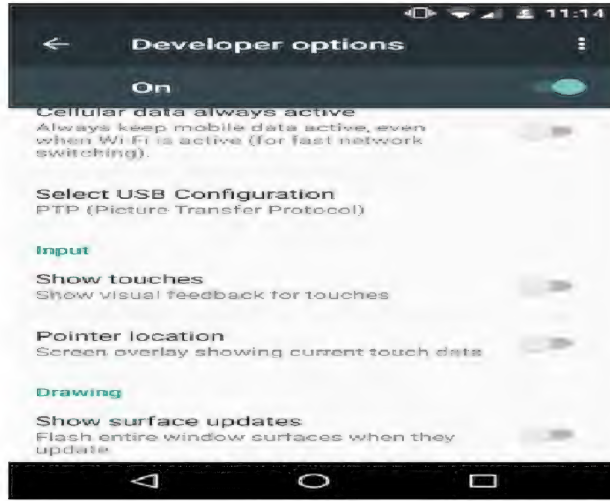 11:14
Developer options
On
Cellular data always active
Always keep mobile data active, even
when Wi Fi is active (for fast network
switching).
Select USB Configuration
PTP (Picture Transfer Protocol)
Input
Show touches
Show visual feedback for touches
Pointer location
Screen overlay showing current touch data
Drawing
Show surface updates
Flash entire window surfaces when they
update